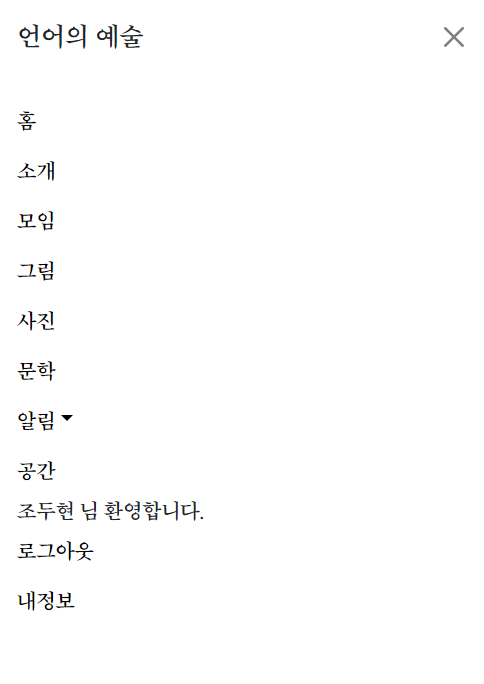 언어의 예술
홈
소개
모임
그림
사진
문학
알림
공간
조두현 님 환영합니다.
로그아웃
내정보